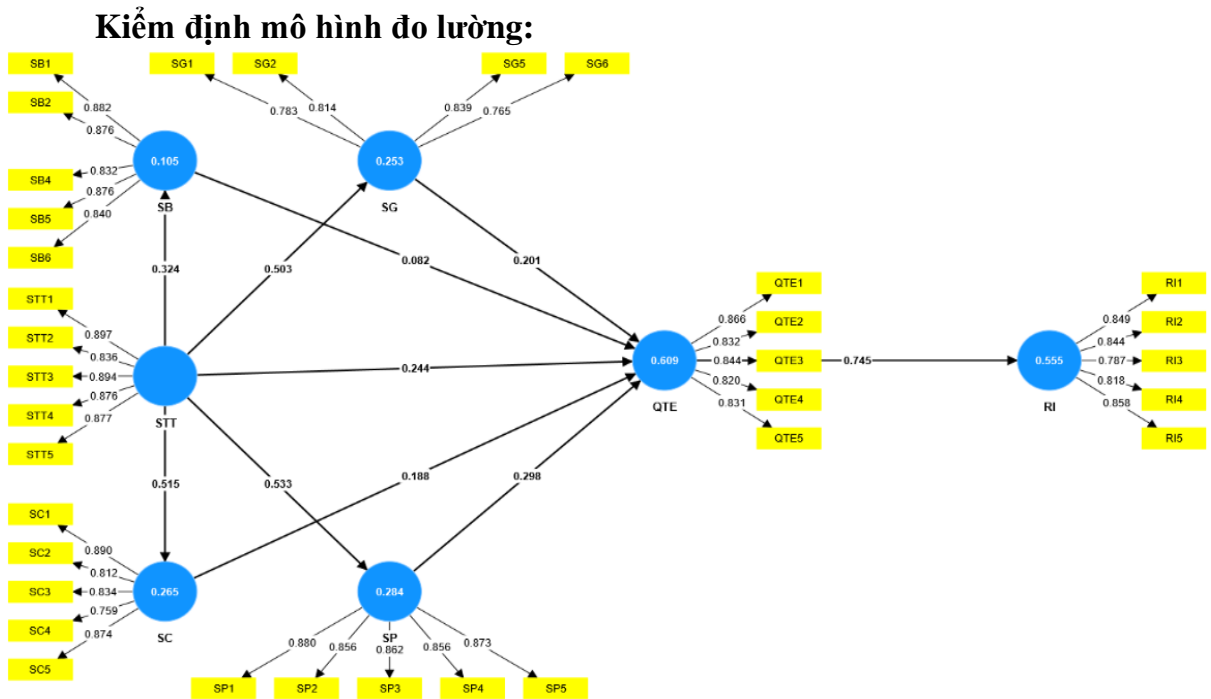 Kiểm định mô hình đo lường:
SB1
SG1
SG2
SG5
SG6
SB2
0.882
0.783
0.814
0.839
0.765
0.876
0.105
0.253
SB4
0.832
0.876
SB5
0.840
SB
SG
SB6
0.324
0.503
0.082
0.201
QTE1
RI1
STT1
0.897
0.866
QTE2
0.849
RI2
STT2
0.836
0.832
0.844
STT3
0.894
0.244
0.609
0.844
QTE3
0.745
0.555
0.787
RI3
STT4
0.876
0.820
0.818
0.877
QTE4
RI4
STT
QTE
0.831
RI
0.858
STT5
QTE5
RI5
0.515
0.533
0.188
0.298
SC1
0.890
SC2
0.812
SC3
0.834
0.265
0.284
0.759
SC4
0.874
SC
SP
0.880
0.856
0.862
0.856
0.873
SC5
SP1
SP2
SP3
SP4
SP5